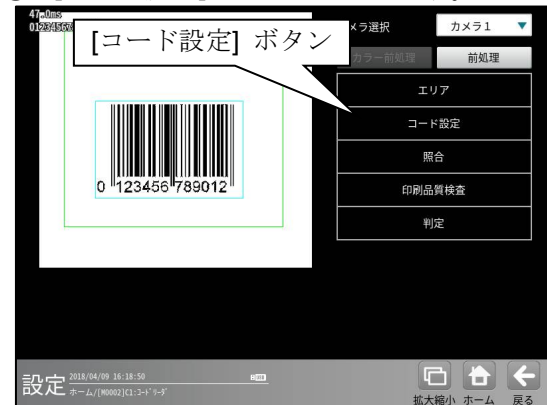 47.0ms
[コード設定] ボタン
メラ選択
カメラ1
カラー前処理
前処理
エリア
コード設定
照合
印刷品質検査
判定
0 123456 789012
設定
2018/04/09 16:18:50
ホーム/[M0002]C1:コードリーダ
拡大縮小
ホーム
戻る